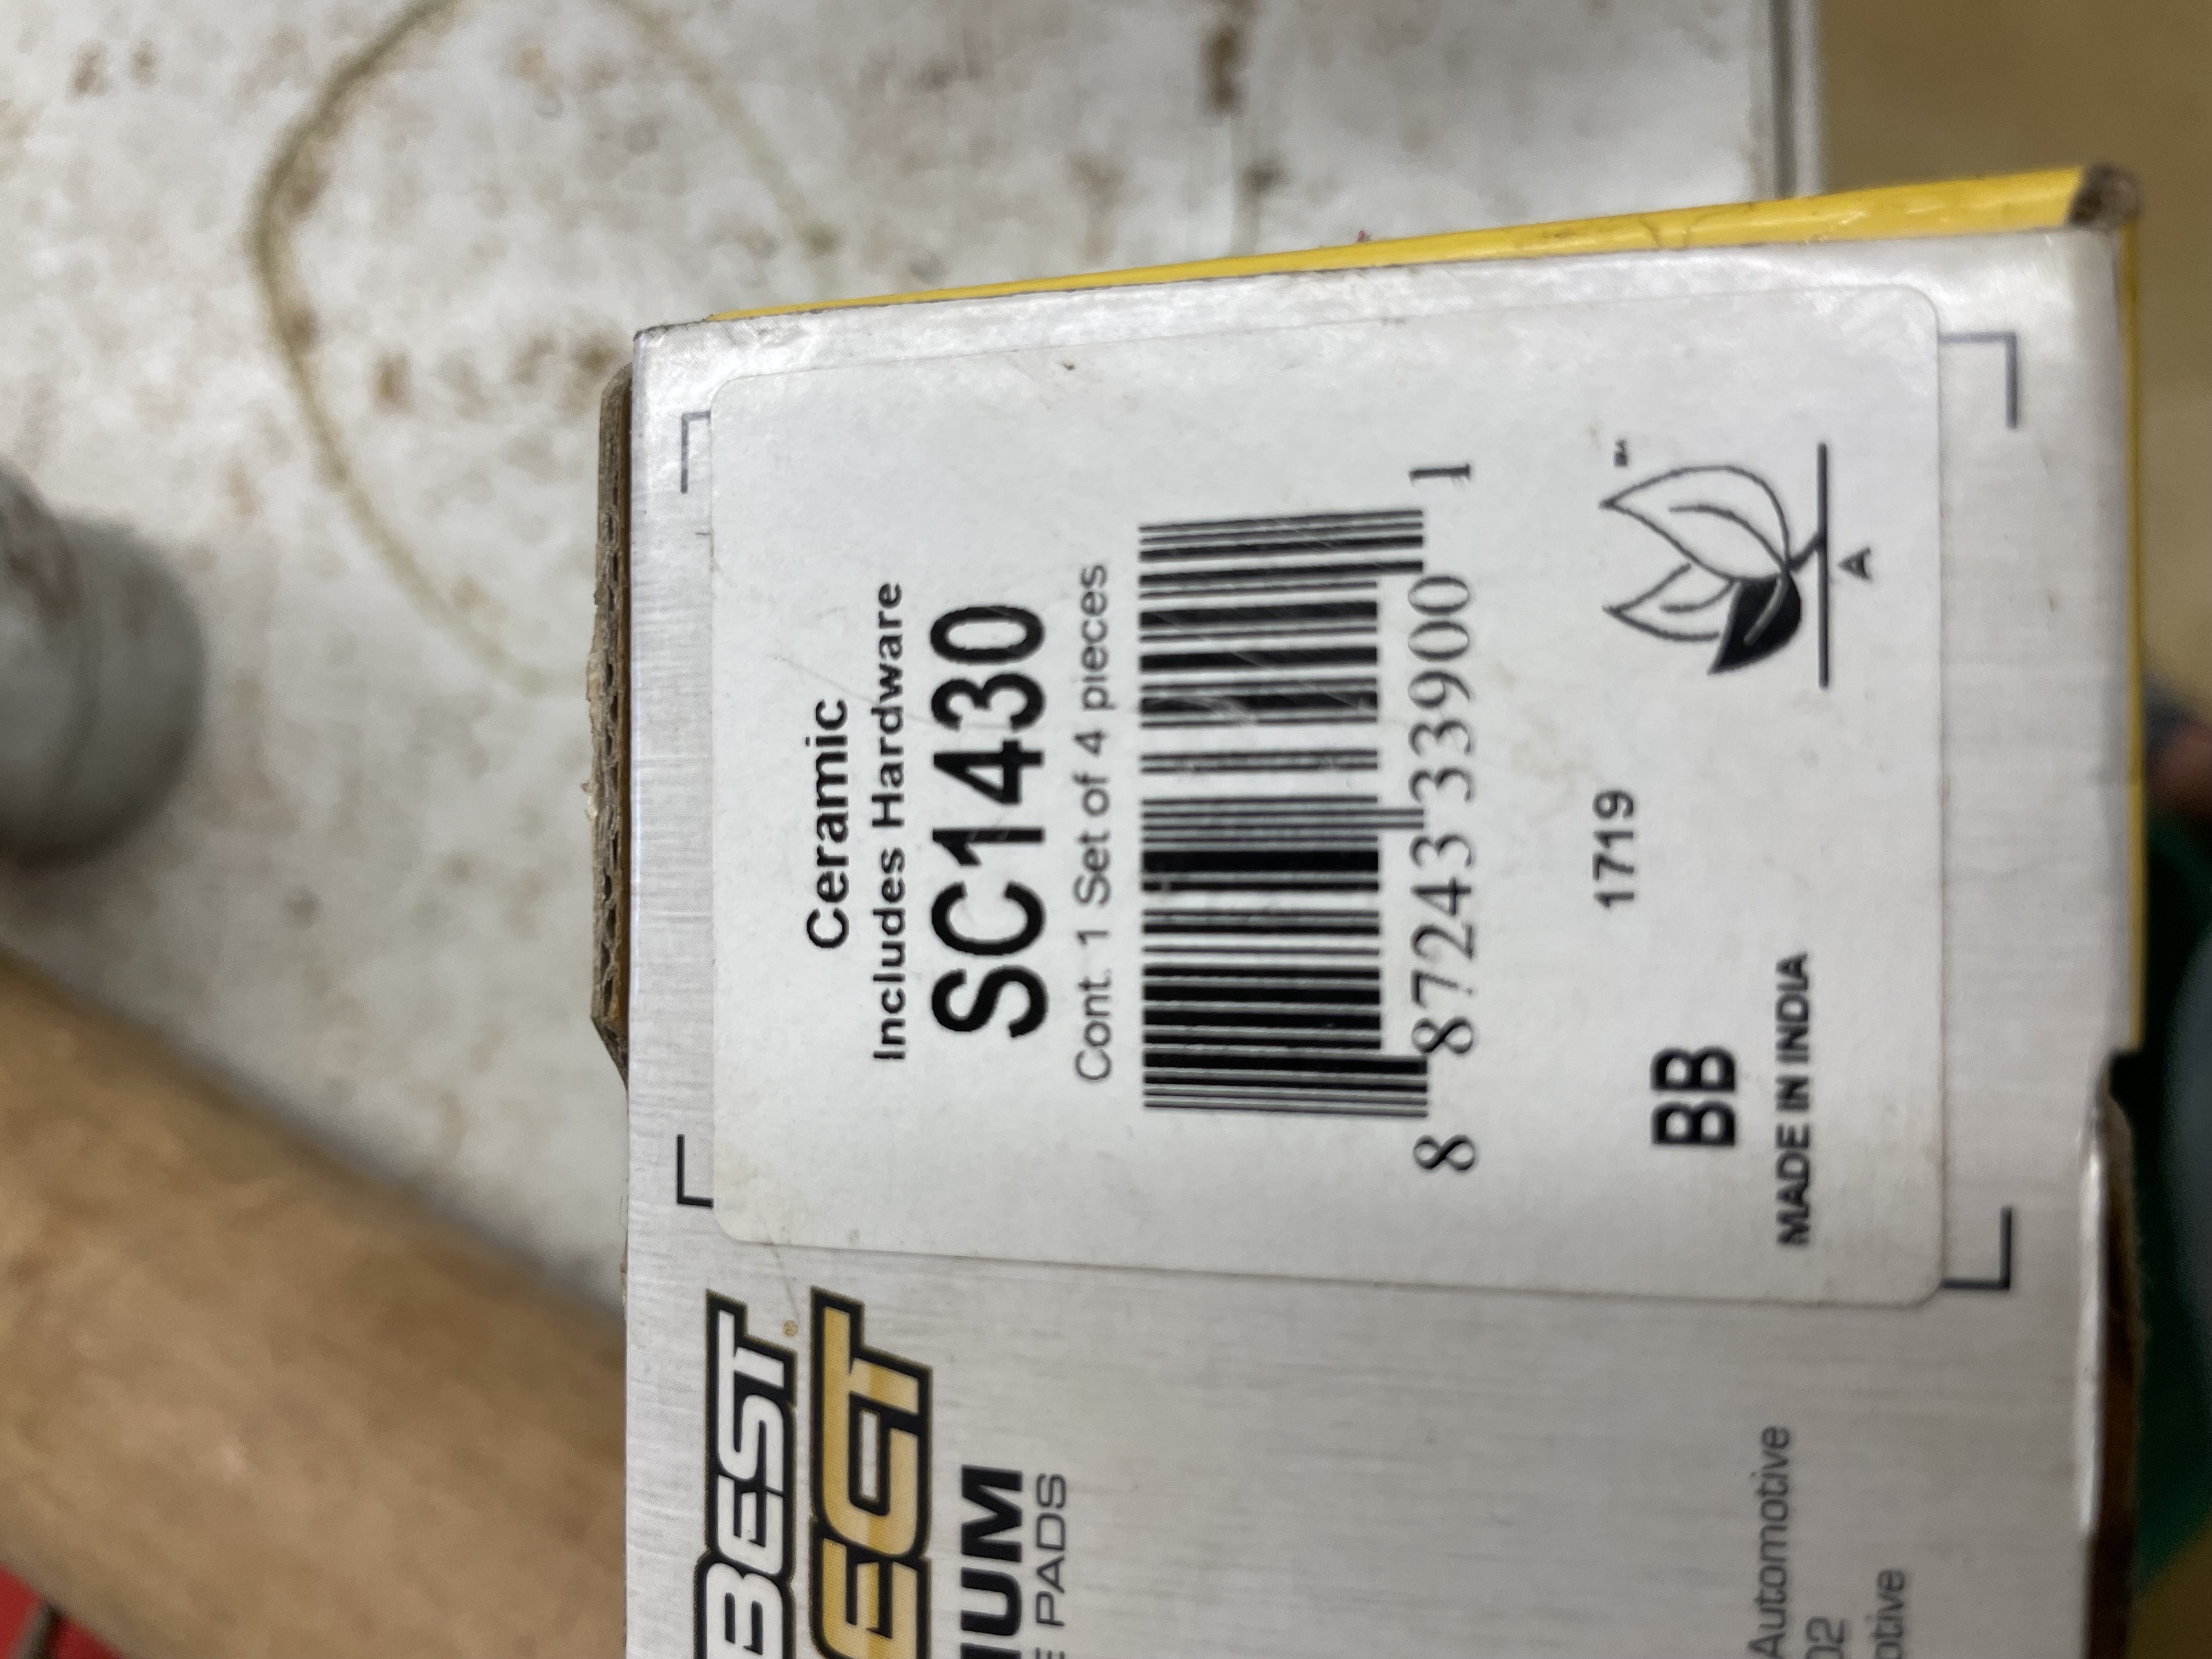 Ceramic
Includes Hardware
SC1430
Cont. 1 Set of 4 pieces
8 87243 33900 1
1719
BB
MADE IN INDIA
A
BEST
ECT
IUM
E PADS
Automotive
02
otive